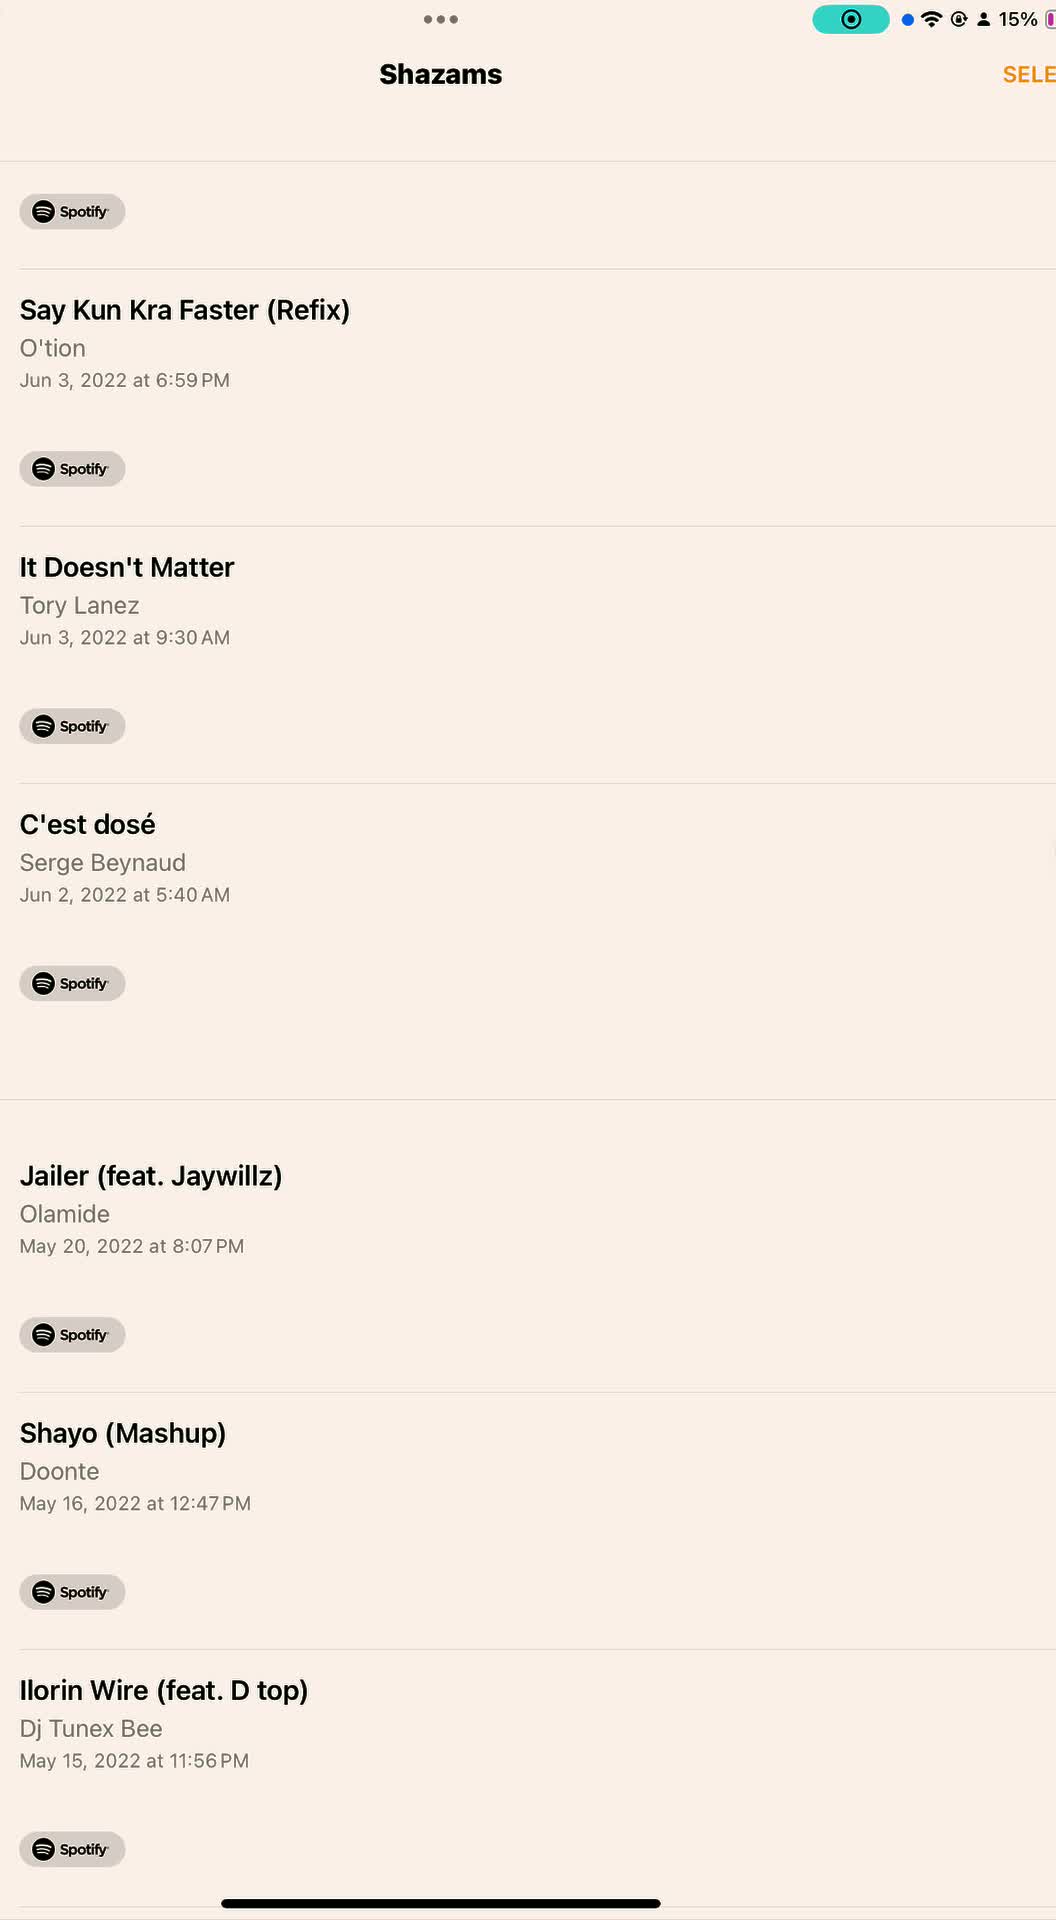 15%
Shazams
SELE
Spotify
Say Kun Kra Faster (Refix)
O'tion
Jun 3, 2022 at 6:59 PM
Spotify
It Doesn't Matter
Tory Lanez
Jun 3, 2022 at 9:30 AM
Spotify
C'est dosé
Serge Beynaud
Jun 2, 2022 at 5:40 AM
Spotify
Jailer (feat. Jaywillz)
Olamide
May 20, 2022 at 8:07 PM
Spotify
Shayo (Mashup)
Doonte
May 16, 2022 at 12:47 PM
Spotify
Ilorin Wire (feat. D top)
Dj Tunex Bee
May 15, 2022 at 11:56 PM
Spotify